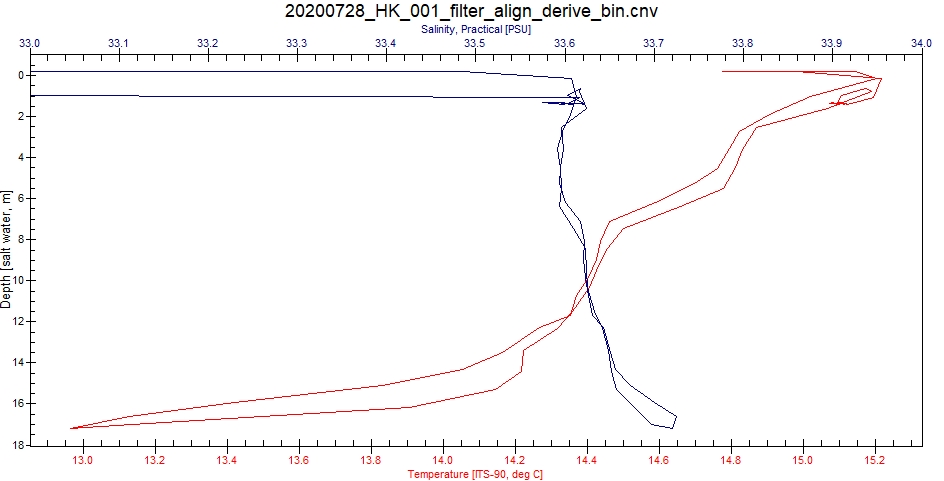 20200728_HK_001_filter_align_derive_bin.cnv
Salinity, Practical [PSU]
33.0 33.1 33.2 33.3 33.4 33.5 33.6 33.7 33.8 33.9 34.0
0
2
4
6
8
10
12
14
16
18
Depth [salt water, m]
13.0 13.2 13.4 13.6 13.8 14.0 14.2 14.4 14.6 14.8 15.0 15.2
Temperature [ITS-90, deg C]